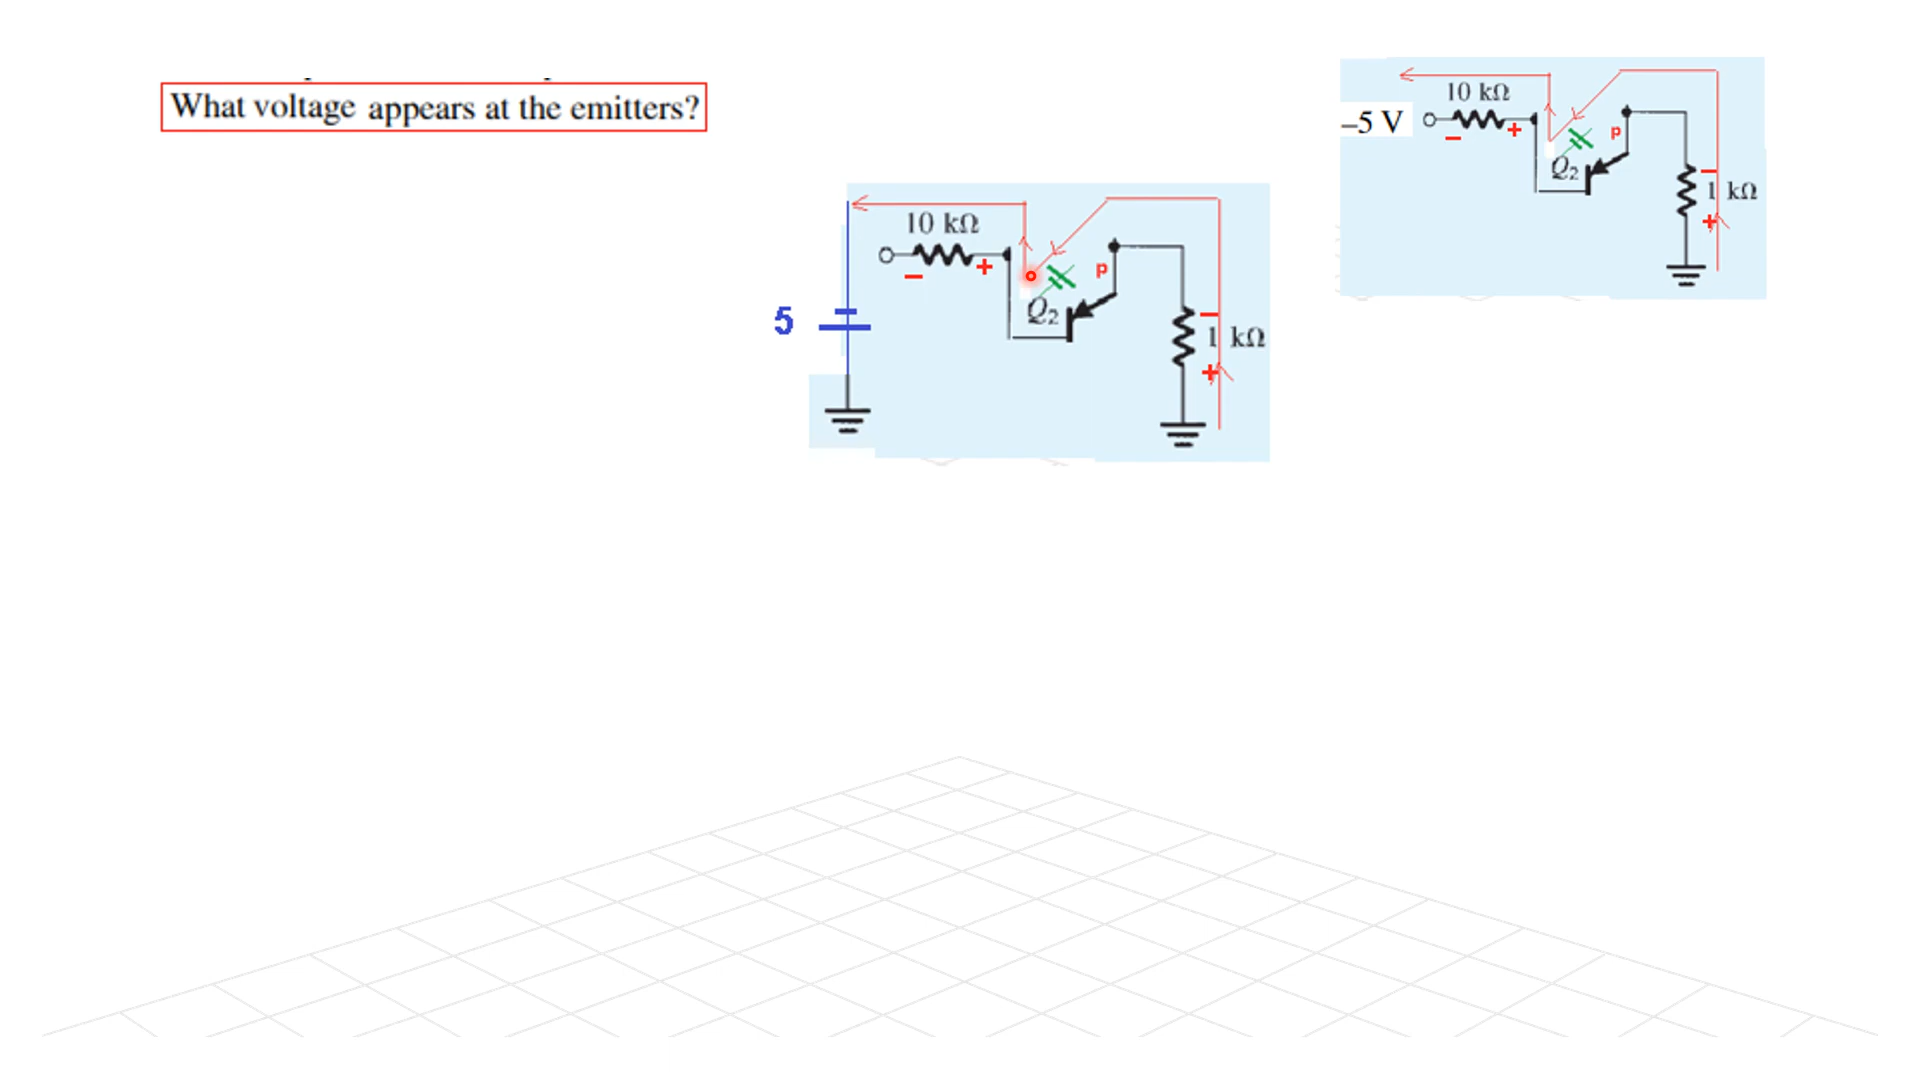 What voltage appears at the emitters?
10 kΩ
–5 V
− +
p
Q2
−
1 kΩ
+
10 kΩ
− +
p
Q2
5
−
1 kΩ
+